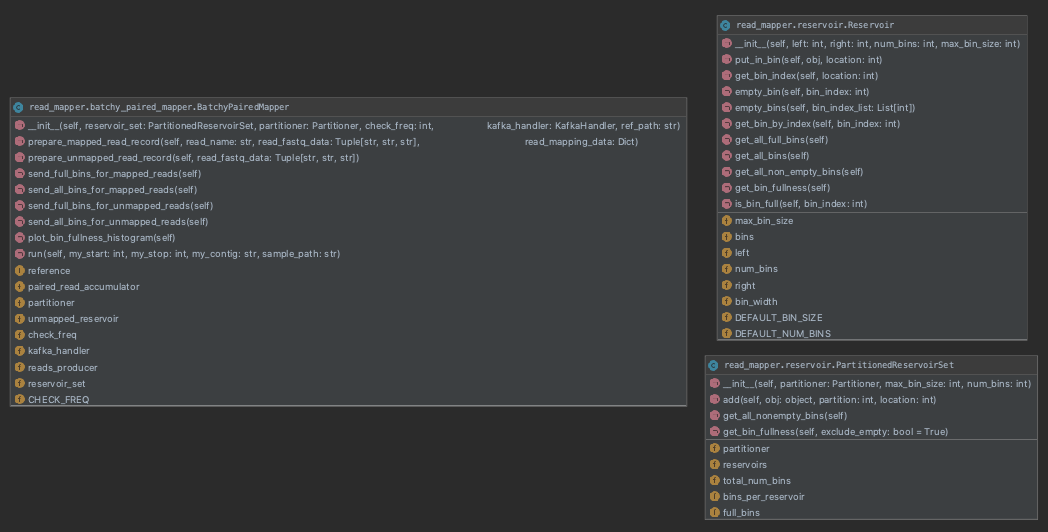 read_mapper.batchy_paired_mapper.BatchyPairedMapper
__init__(self, reservoir_set: PartitionedReservoirSet, partitioner: Partitioner, check_freq: int, kafka_handler: KafkaHandler, ref_path: str)
prepare_mapped_read_record(self, read_name: str, read_fastq_data: Tuple[str, str, str], read_mapping_data: Dict)
prepare_unmapped_read_record(self, read_fastq_data: Tuple[str, str, str])
send_full_bins_for_mapped_reads(self)
send_all_bins_for_mapped_reads(self)
send_full_bins_for_unmapped_reads(self)
send_all_bins_for_unmapped_reads(self)
plot_bin_fullness_histogram(self)
run(self, my_start: int, my_stop: int, my_contig: str, sample_path: str)
reference
paired_read_accumulator
partitioner
unmapped_reservoir
check_freq
kafka_handler
reads_producer
reservoir_set
CHECK_FREQ
read_mapper.reservoir.Reservoir
__init__(self, left: int, right: int, num_bins: int, max_bin_size: int)
put_in_bin(self, obj, location: int)
get_bin_index(self, location: int)
empty_bin(self, bin_index: int)
empty_bins(self, bin_index_list: List[int])
get_bin_by_index(self, bin_index: int)
get_all_full_bins(self)
get_all_bins(self)
get_all_non_empty_bins(self)
get_bin_fullness(self)
is_bin_full(self, bin_index: int)
max_bin_size
bins
left
num_bins
right
bin_width
DEFAULT_BIN_SIZE
DEFAULT_NUM_BINS
read_mapper.reservoir.PartitionedReservoirSet
__init__(self, partitioner: Partitioner, max_bin_size: int, num_bins: int)
add(self, obj: object, partition: int, location: int)
get_all_nonempty_bins(self)
get_bin_fullness(self, exclude_empty: bool = True)
partitioner
reservoirs
total_num_bins
bins_per_reservoir
full_bins